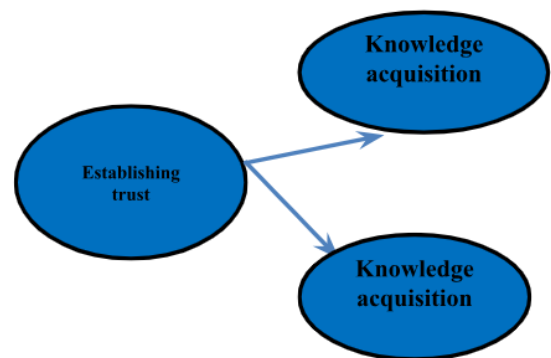 Knowledge
acquisition
Establishing
trust
Knowledge
acquisition